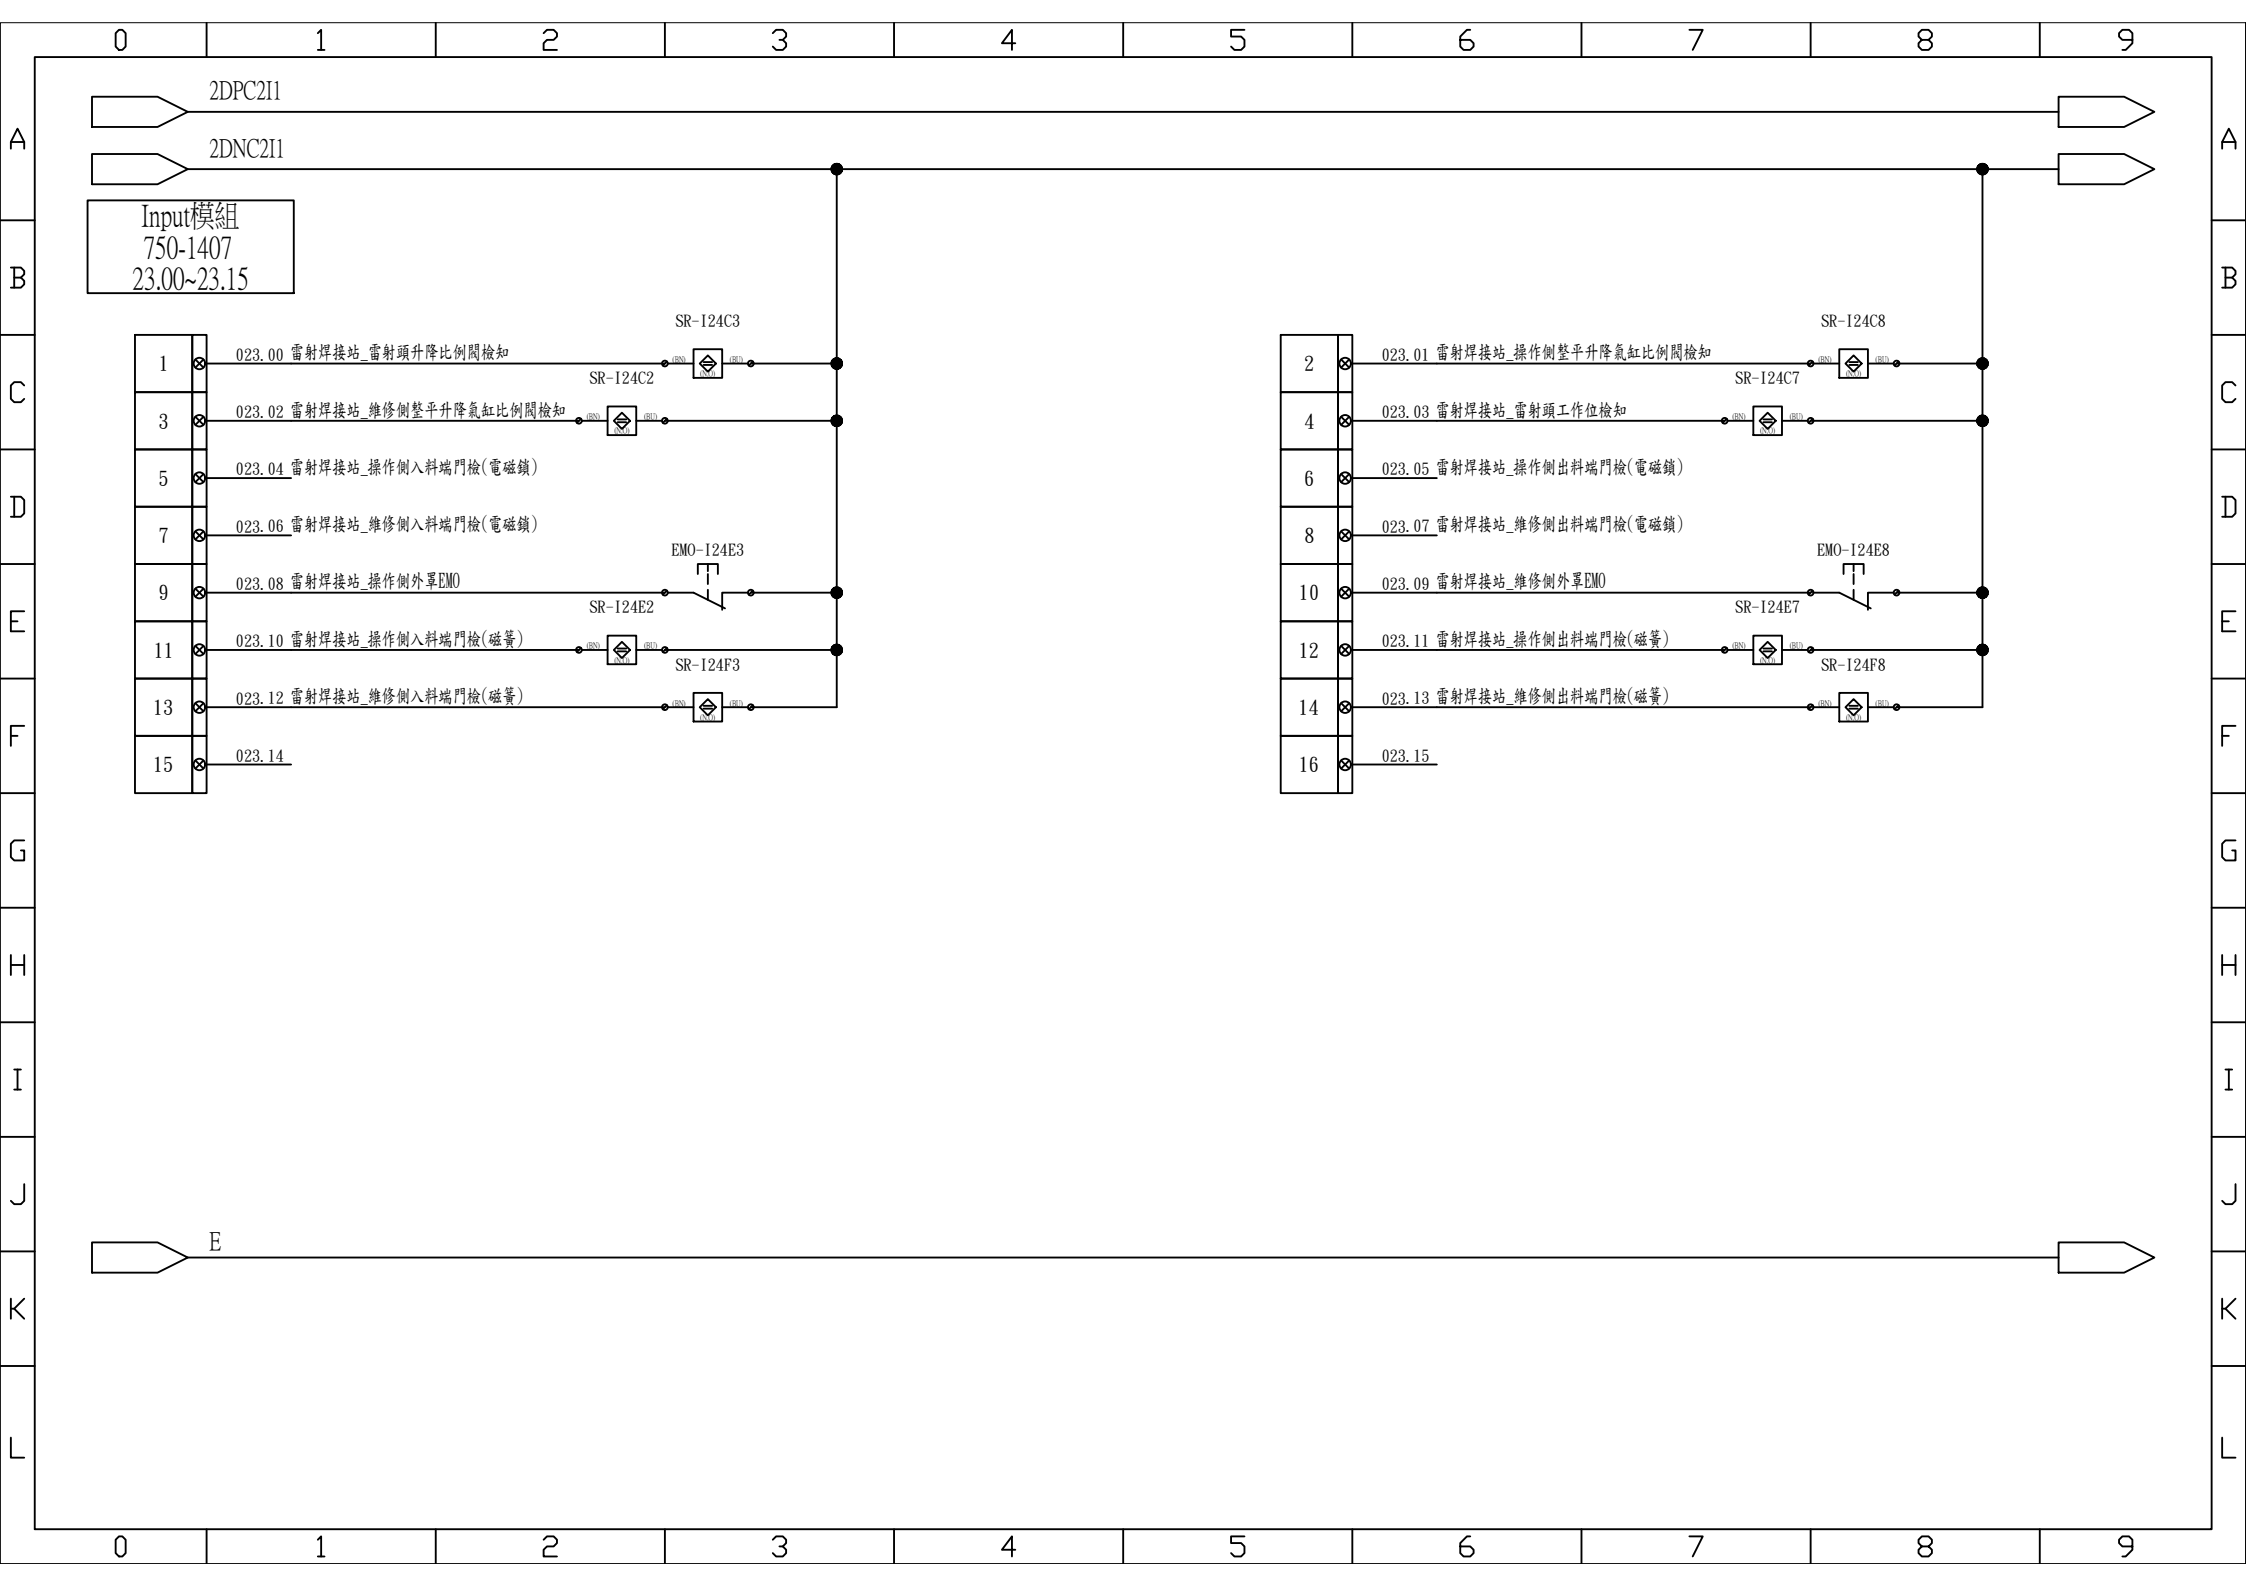 0 1 2 3 4 5 6 7 8 9
A A
B B
C C
D D
E E
F F
G G
H H
I I
J J
K K
L L
2DPC2I1
2DNC2I1
Input模組
750-1407
23.00~23.15
SR-I24C3
1 023.00 雷射焊接站_雷射頭升降比例閥檢知 (BN) (N.O) (BU)
SR-I24C2
3 023.02 雷射焊接站_維修側整平升降氣缸比例閥檢知 (BN) (N.O) (BU)
5 023.04 雷射焊接站_操作側入料端門檢(電磁鎖)
7 023.06 雷射焊接站_維修側入料端門檢(電磁鎖)
EMO-I24E3
9 023.08 雷射焊接站_操作側外罩EMO
SR-I24E2
11 023.10 雷射焊接站_操作側入料端門檢(磁簧) (BN) (N.O) (BU)
SR-I24F3
13 023.12 雷射焊接站_維修側入料端門檢(磁簧) (BN) (N.O) (BU)
15 023.14
SR-I24C8
2 023.01 雷射焊接站_操作側整平升降氣缸比例閥檢知 (BN) (N.O) (BU)
SR-I24C7
4 023.03 雷射焊接站_雷射頭工作位檢知 (BN) (N.O) (BU)
6 023.05 雷射焊接站_操作側出料端門檢(電磁鎖)
8 023.07 雷射焊接站_維修側出料端門檢(電磁鎖)
EMO-I24E8
10 023.09 雷射焊接站_維修側外罩EMO
SR-I24E7
12 023.11 雷射焊接站_操作側出料端門檢(磁簧) (BN) (N.O) (BU)
SR-I24F8
14 023.13 雷射焊接站_維修側出料端門檢(磁簧) (BN) (N.O) (BU)
16 023.15
E
0 1 2 3 4 5 6 7 8 9